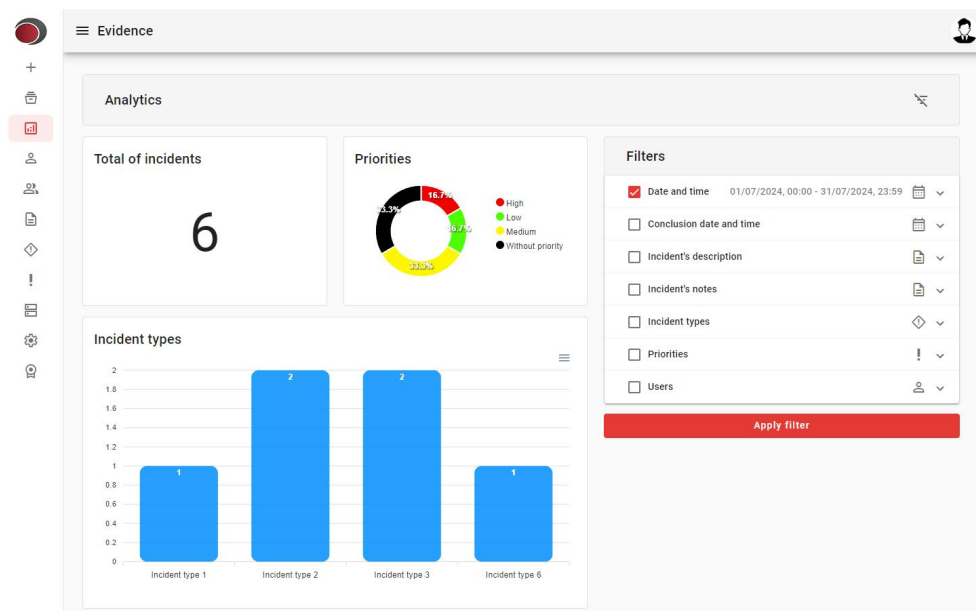 Evidence
Analytics
Total of incidents
6
Priorities
16.7%
16.7%
33.3%
33.3%
High
Low
Medium
Without priority
Filters
Date and time 01/07/2024, 00:00 - 31/07/2024, 23:59
Conclusion date and time
Incident's description
Incident's notes
Incident types
Priorities
Users
Apply filter
Incident types
2
1.8
1.6
1.4
1.2
1
0.8
0.6
0.4
0.2
0
1
2
2
1
Incident type 1
Incident type 2
Incident type 3
Incident type 6